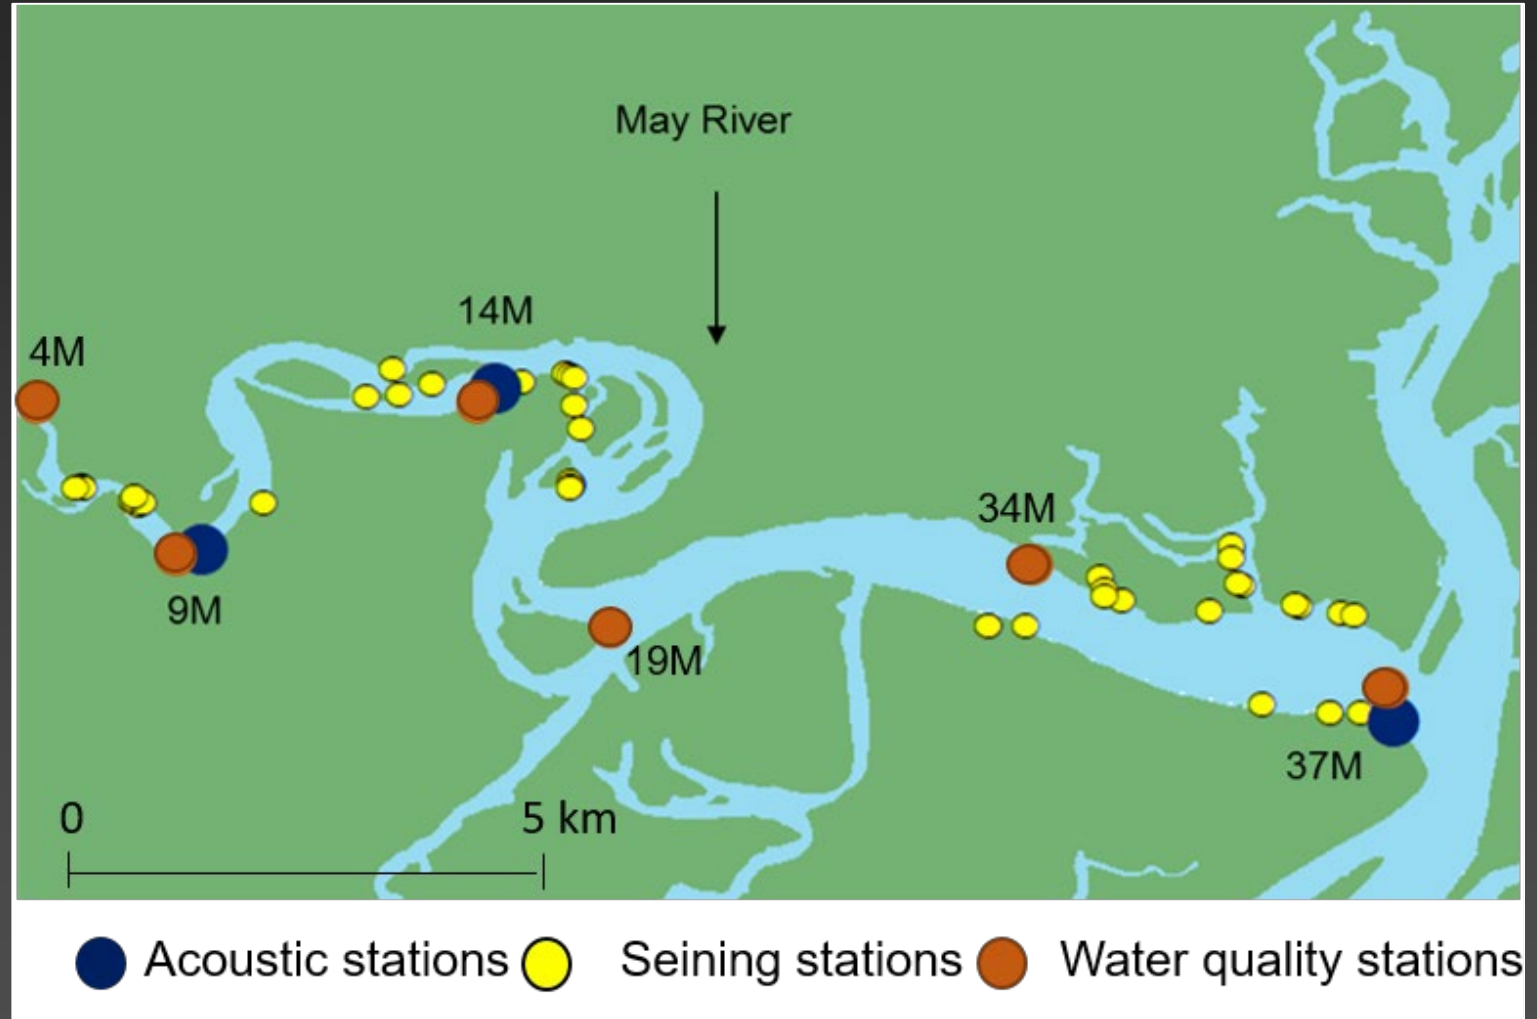 May River
14M
4M
34M
9M
19M
37M
0 5 km
Acoustic stations Seining stations Water quality stations